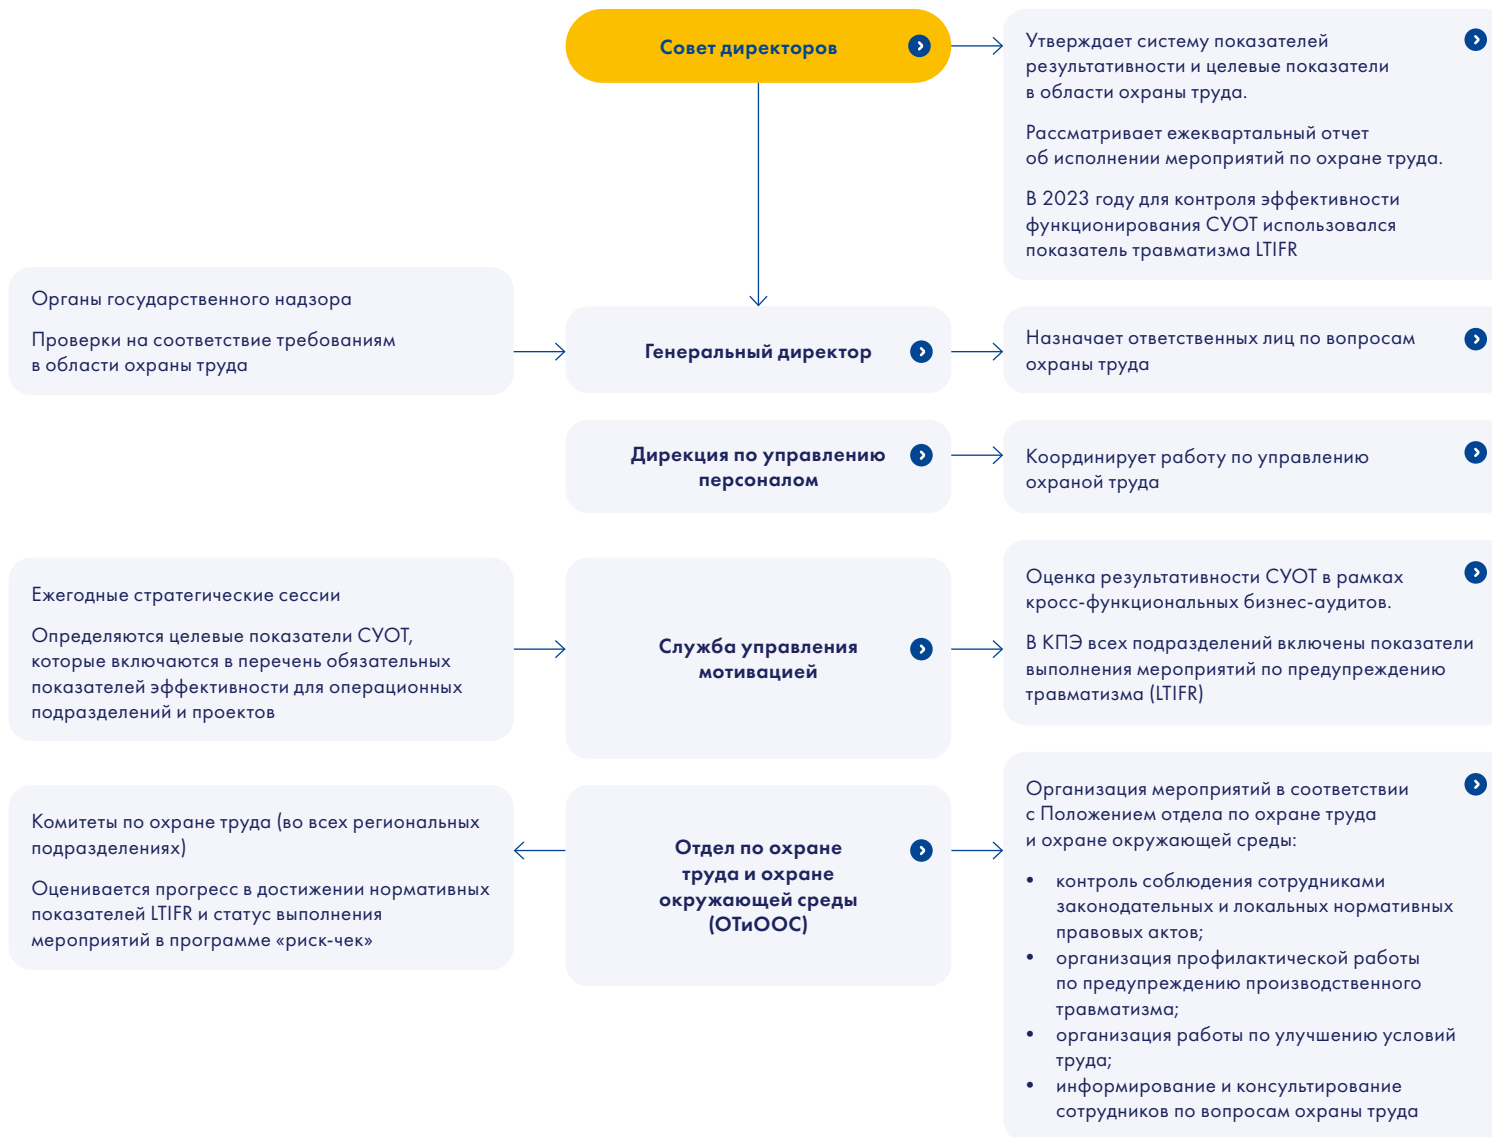 Совет директоров
Утверждает систему показателей
результативности и целевые показатели
в области охраны труда.
Рассматривает ежеквартальный отчет
об исполнении мероприятий по охране труда.
В 2023 году для контроля эффективности
функционирования СУОТ использовался
показатель травматизма LTIFR
Органы государственного надзора
Проверки на соответствие требованиям
в области охраны труда
Генеральный директор
Назначает ответственных лиц по вопросам
охраны труда
Дирекция по управлению
персоналом
Координирует работу по управлению
охраной труда
Ежегодные стратегические сессии
Определяются целевые показатели СУОТ,
которые включаются в перечень обязательных
показателей эффективности для операционных
подразделений и проектов
Служба управления
мотивацией
Оценка результативности СУОТ в рамках
кросс-функциональных бизнес-аудитов.
В КПЭ всех подразделений включены показатели
выполнения мероприятий по предупреждению
травматизма (LTIFR)
Комитеты по охране труда (во всех региональных
подразделениях)
Оценивается прогресс в достижении нормативных
показателей LTIFR и статус выполнения
мероприятий в программе «риск-чек»
Отдел по охране
труда и охране
окружающей среды
(ОТиООС)
Организация мероприятий в соответствии
с Положением отдела по охране труда
и охране окружающей среды:
• контроль соблюдения сотрудниками
законодательных и локальных нормативных
правовых актов;
• организация профилактической работы
по предупреждению производственного
травматизма;
• организация работы по улучшению условий
труда;
• информирование и консультирование
сотрудников по вопросам охраны труда